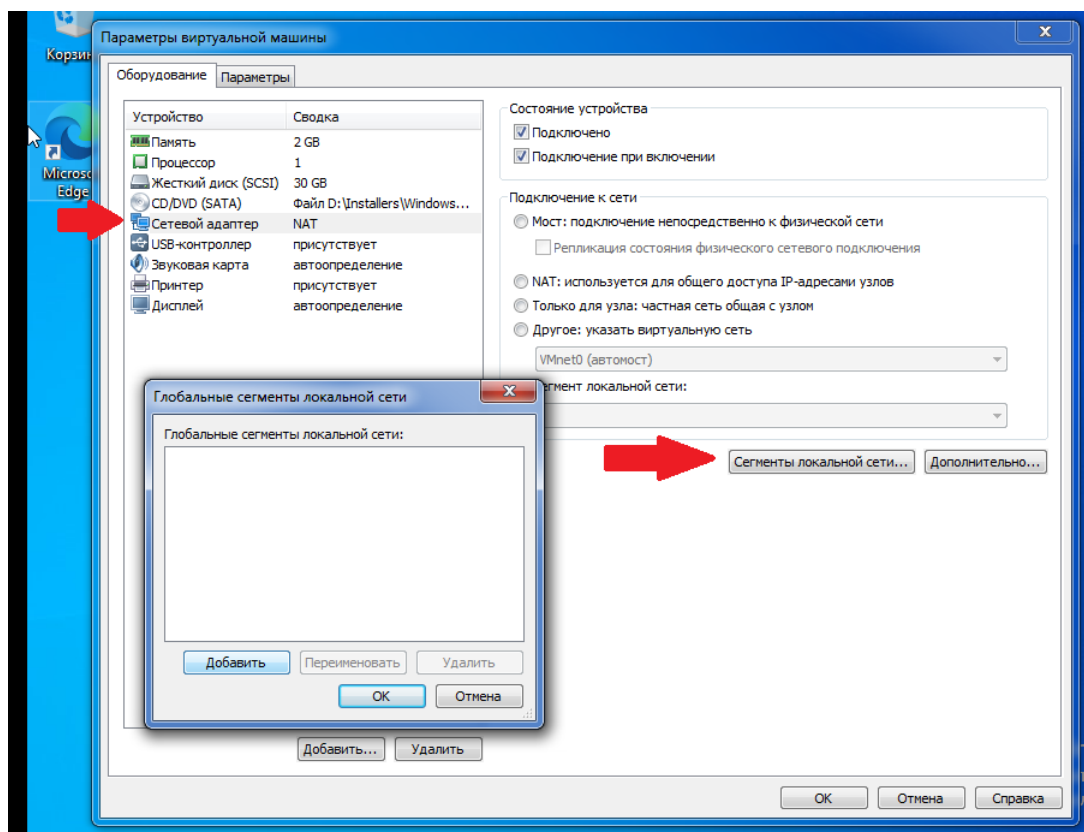 Корзин
Microso
Edge
Параметры виртуальной машины
Оборудование
Параметры
Устройство Сводка
Память 2 GB
Процессор 1
Жесткий диск (SCSI) 30 GB
CD/DVD (SATA) Файл D:\Installers\Windows...
Сетевой адаптер NAT
USB-контроллер присутствует
Звуковая карта автоопределение
Принтер присутствует
Дисплей автоопределение
Добавить... Удалить
Состояние устройства
Подключено
Подключение при включении
Подключение к сети
Мост: подключение непосредственно к физической сети
Репликация состояния физического сетевого подключения
NAT: используется для общего доступа IP-адресами узлов
Только для узла: частная сеть общая с узлом
Другое: указать виртуальную сеть
VMnet0 (автомост)
егмент локальной сети:
Сегменты локальной сети... Дополнительно...
Глобальные сегменты локальной сети
Глобальные сегменты локальной сети:
Добавить Переименовать Удалить
OK Отмена
OK Отмена Справка